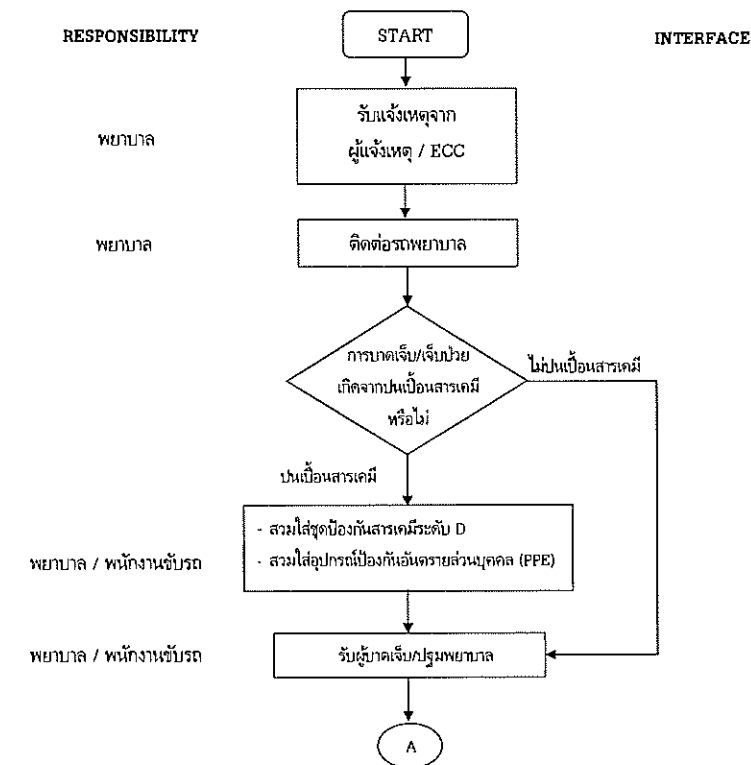 RESPONSIBILITY
START
INTERFACE
พยาบาล
รับแจ้งเหตุจาก
ผู้แจ้งเหตุ / ECC
พยาบาล
ติดต่อรถพยาบาล
การบาดเจ็บ/เจ็บป่วย
เกิดจากปนเปื้อนสารเคมี
หรือไม่
ไม่ปนเปื้อนสารเคมี
ปนเปื้อนสารเคมี
พยาบาล / พนักงานขับรถ
- สวมใส่ชุดป้องกันสารเคมีระดับ D
- สวมใส่อุปกรณ์ป้องกันอันตรายส่วนบุคคล (PPE)
พยาบาล / พนักงานขับรถ
รับผู้บาดเจ็บ/ปฐมพยาบาล
A